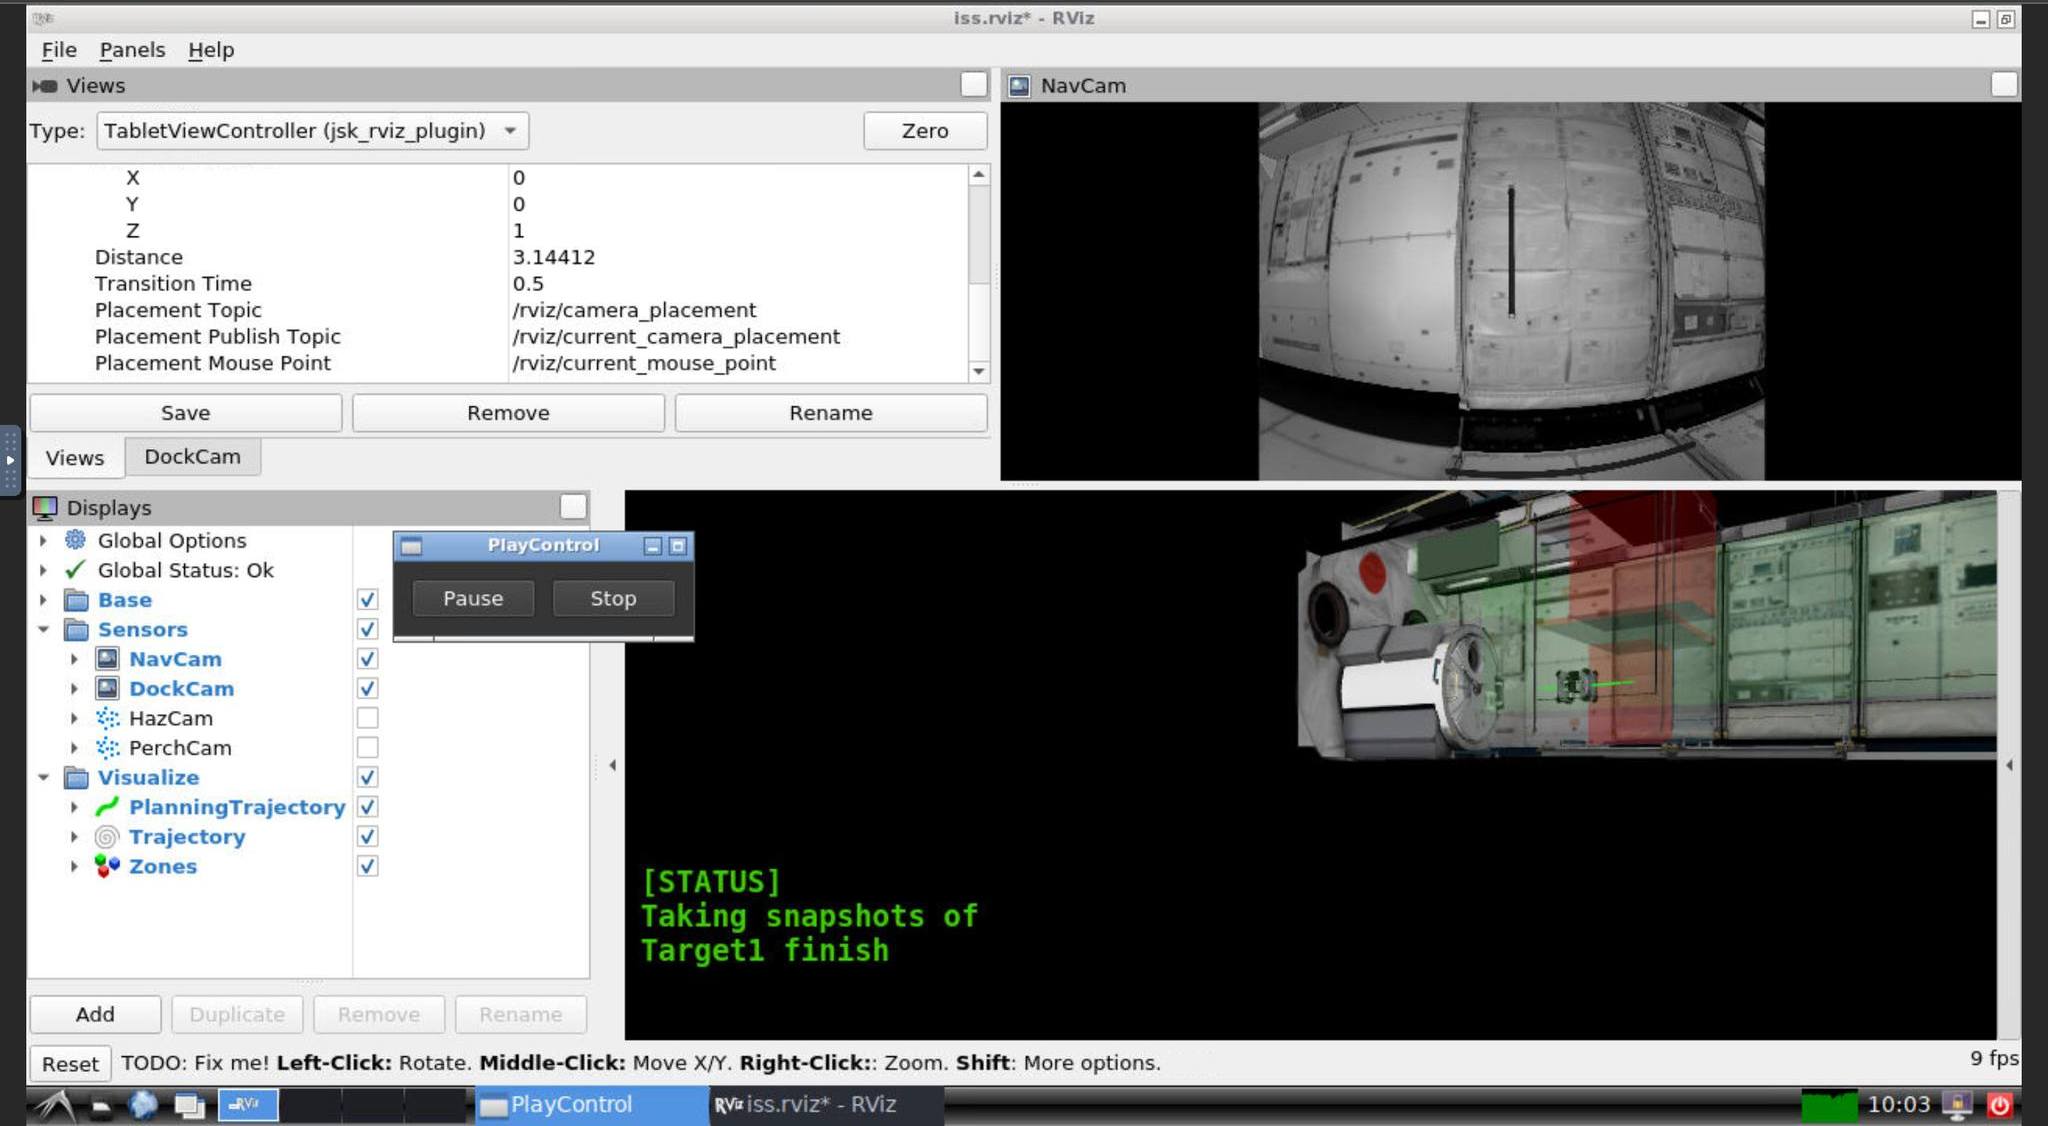 iss.rviz* - RViz
File Panels Help
Views
Type: TabletViewController (jsk_rviz_plugin) Zero
X 0
Y 0
Z 1
Distance 3.14412
Transition Time 0.5
Placement Topic /rviz/camera_placement
Placement Publish Topic /rviz/current_camera_placement
Placement Mouse Point /rviz/current_mouse_point
Save Remove Rename
Views DockCam
NavCam
Displays
Global Options
Global Status: Ok
Base
Sensors
NavCam
DockCam
HazCam
PerchCam
Visualize
PlanningTrajectory
Trajectory
Zones
PlayControl
Pause Stop
[STATUS]
Taking snapshots of
Target1 finish
Add Duplicate Remove Rename
Reset TODO: Fix me! Left-Click: Rotate. Middle-Click: Move X/Y. Right-Click:: Zoom. Shift: More options. 9 fps
RViz PlayControl RViz iss.rviz* - RViz 10:03